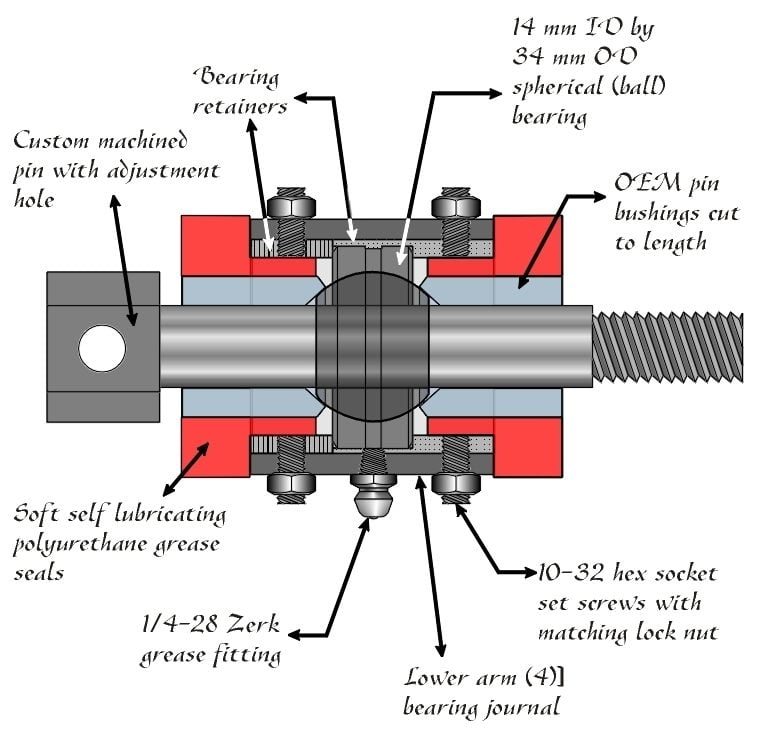 14 mm ID by
34 mm OD
spherical (ball)
bearing
Bearing
retainers
Custom machined
pin with adjustment
hole
OEM pin
bushings cut
to length
Soft self lubricating
polyurethane grease
seals
10-32 hex socket
set screws with
matching lock nut
1/4-28 Zerk
grease fitting
Lower arm (4)]
bearing journal